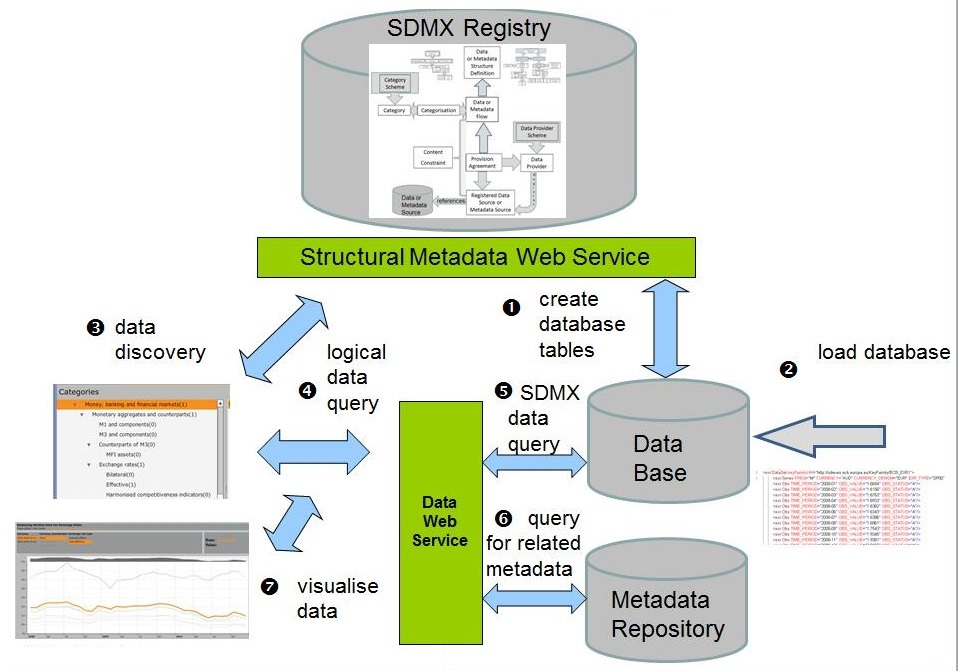 SDMX Registry
Data
or Metadata
Structure
Definition
Category
Scheme
Category
Categorisation
Data or
Metadata
Flow
Data Provider
Scheme
Content
Constraint
Provision
Agreement
Data
Provider
Data or
Metadata
Source
references
Registered Data
Source or
Metadata Source
Structural Metadata Web Service
❶ create
database
tables
❸ data
discovery
❷ load database
logical
❹ data
query
❺ SDMX
data
query
Categories
Money, banking and financial markets(1)
Monetary aggregates and counterparts(1)
M1 and components(0)
M3 and components(0)
Counterparts of M3(0)
MFI assets(0)
Exchange rates(1)
Bilateral(0)
Effective(1)
Harmonised competitiveness indicators(0)
Data
Base
Data
Web
Service
❻ query
for related
metadata
❼ visualise
data
Metadata
Repository